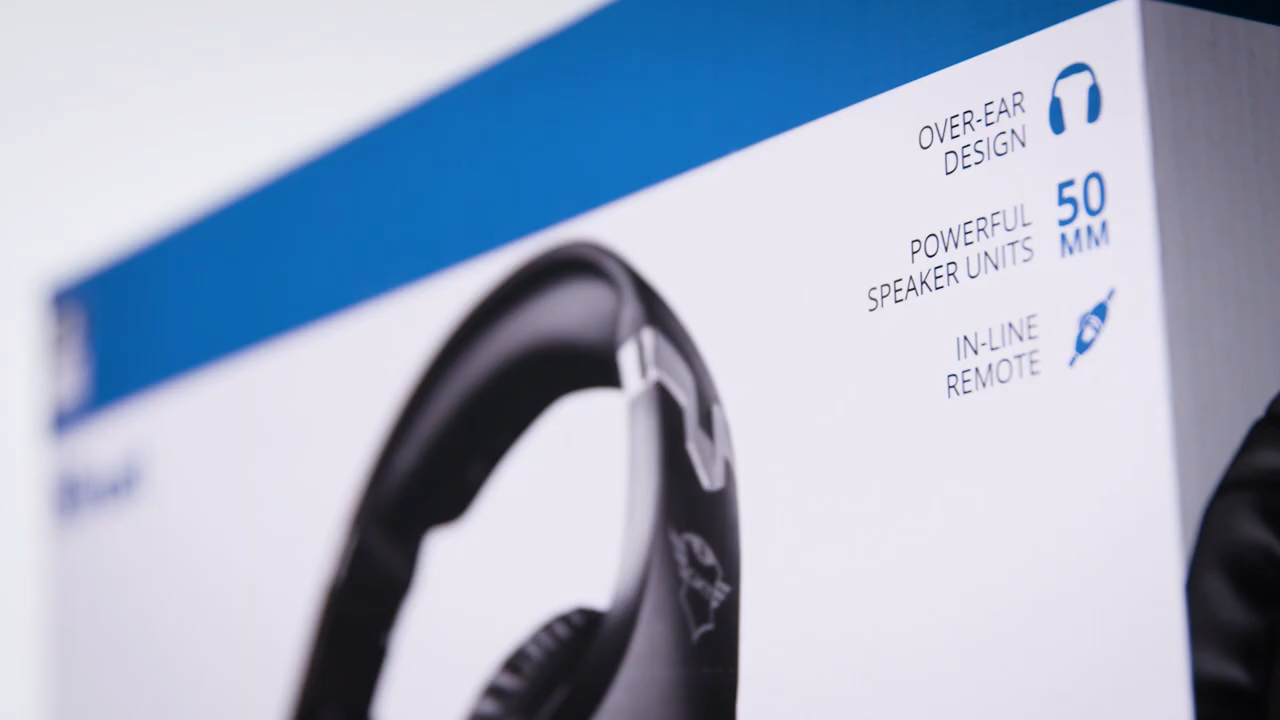 OVER-EAR
DESIGN
POWERFUL
SPEAKER UNITS
50
MM
IN-LINE
REMOTE